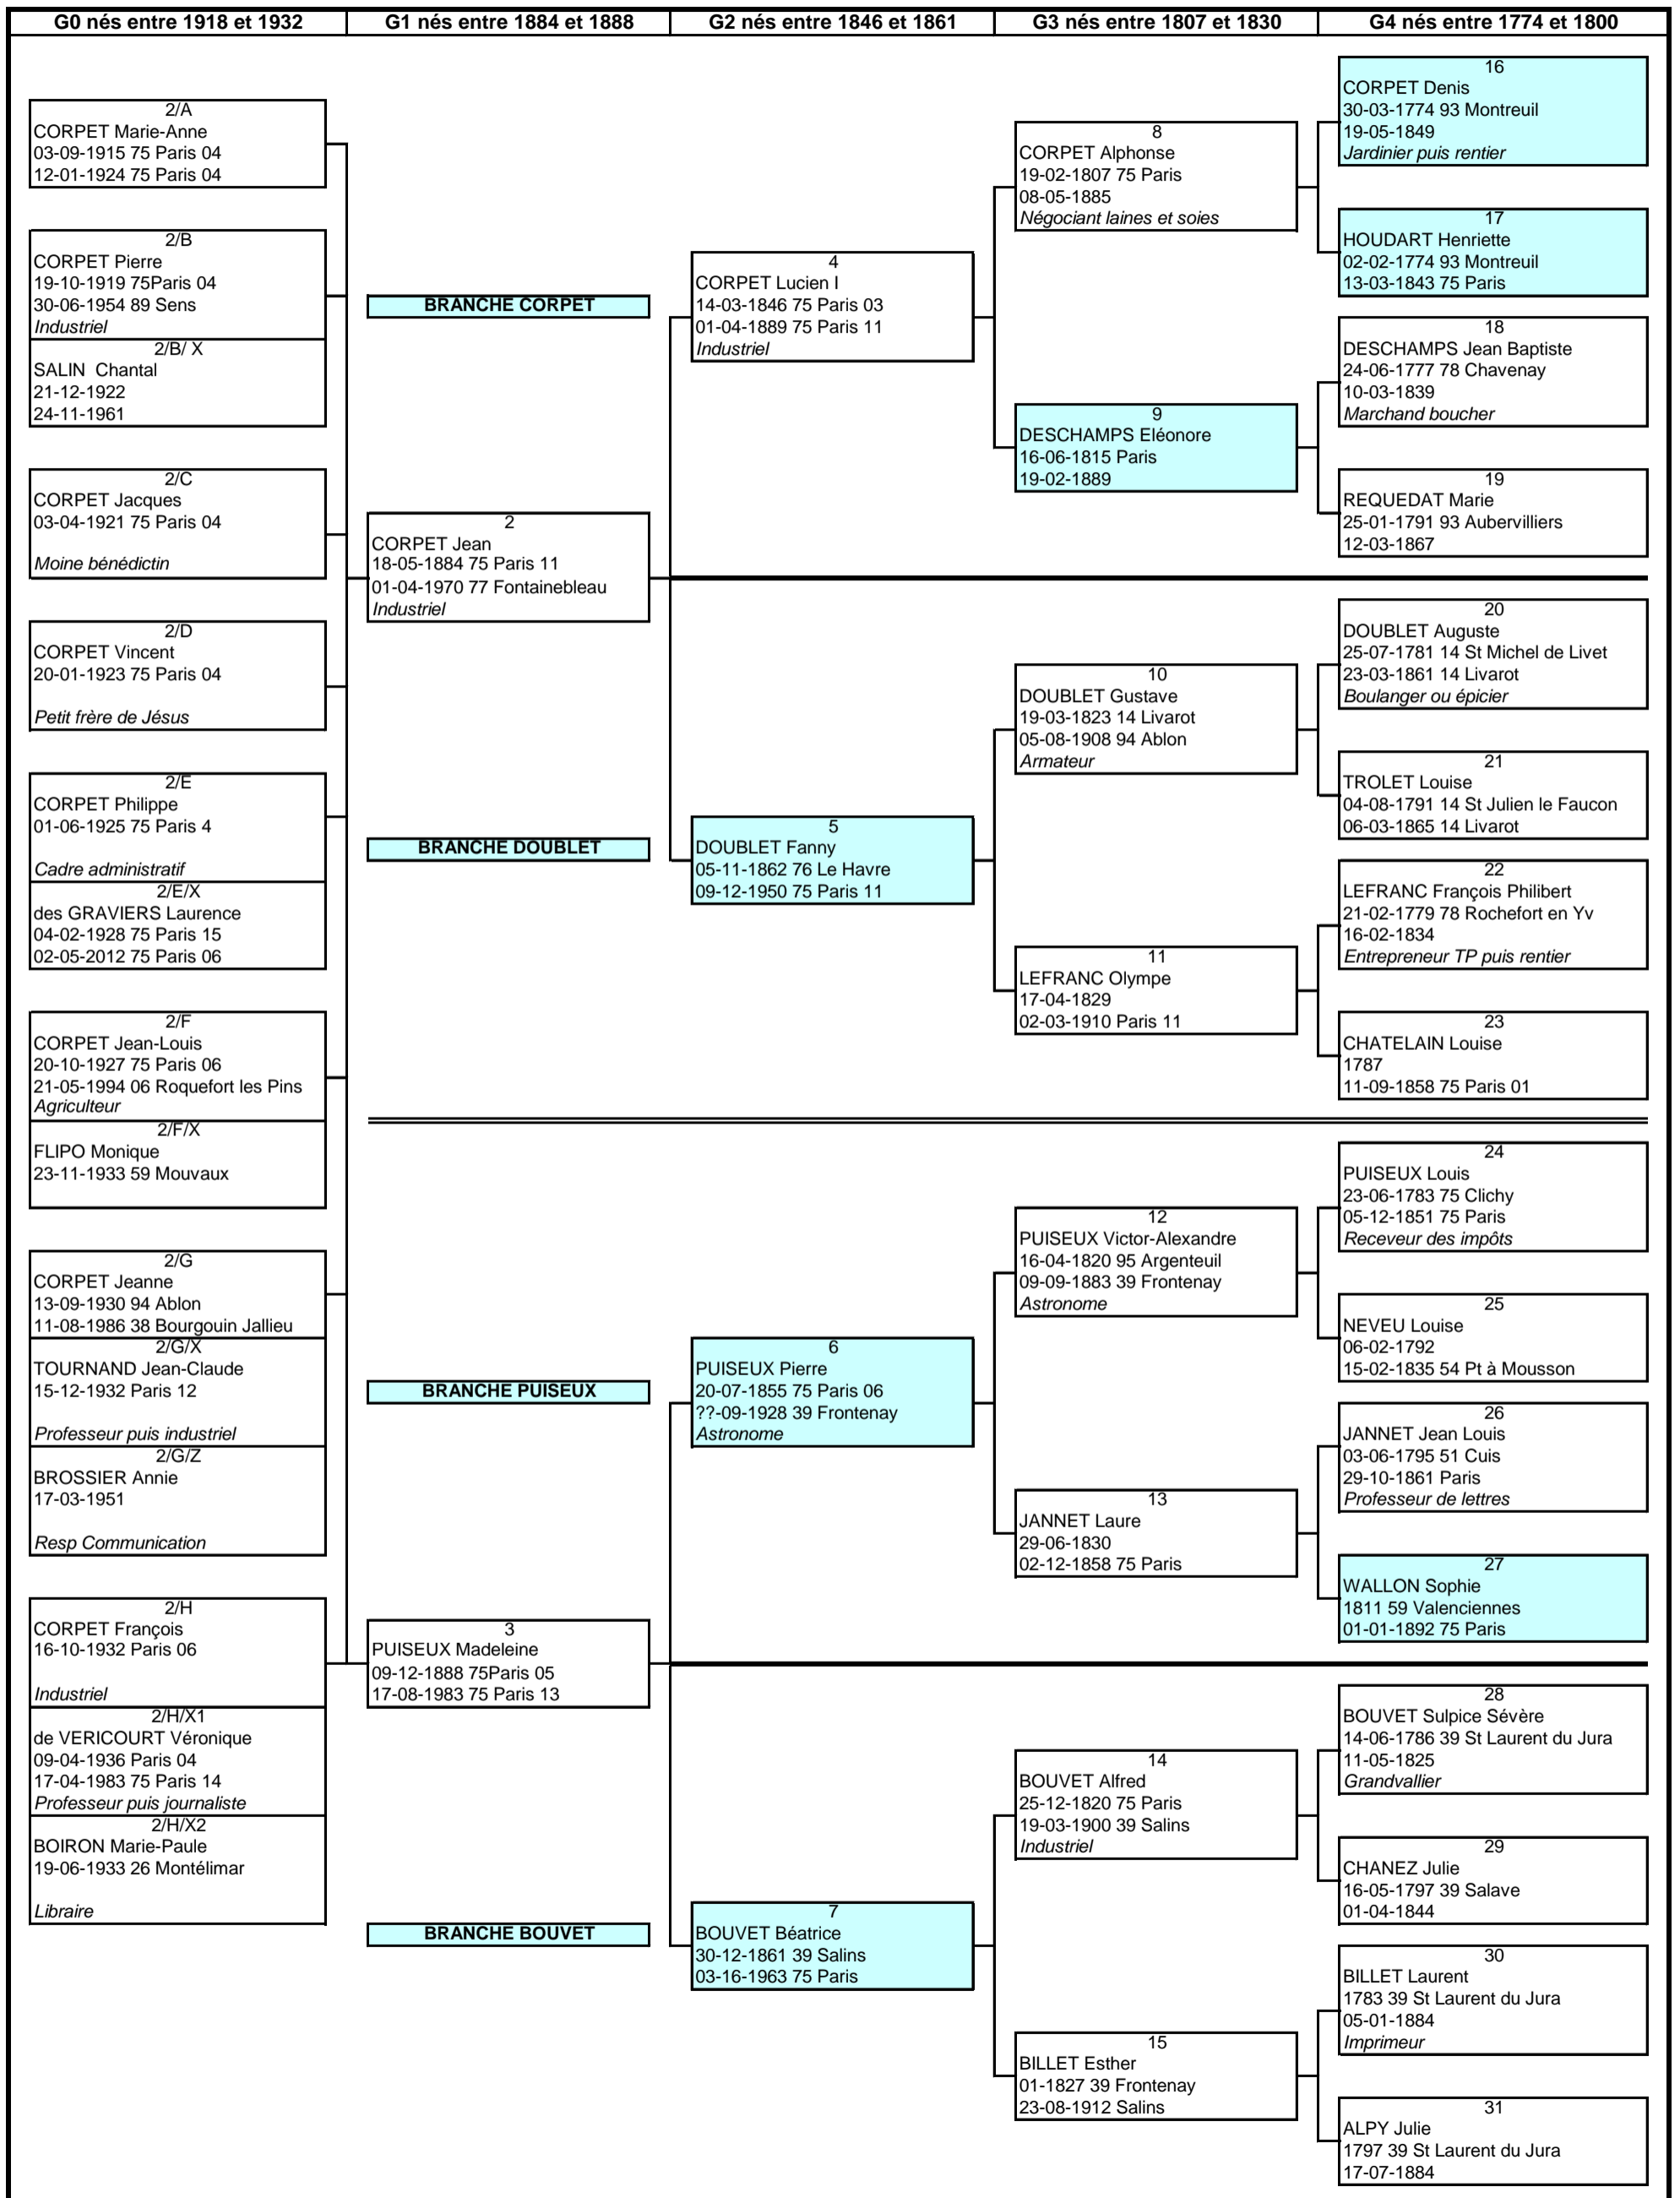 G0 nés entre 1918 et 1932
G1 nés entre 1884 et 1888
G2 nés entre 1846 et 1861
G3 nés entre 1807 et 1830
G4 nés entre 1774 et 1800
2/A
CORPET Marie-Anne
03-09-1915 75 Paris 04
12-01-1924 75 Paris 04
2/B
CORPET Pierre
19-10-1919 75Paris 04
30-06-1954 89 Sens
Industriel
2/B/ X
SALIN Chantal
21-12-1922
24-11-1961
2/C
CORPET Jacques
03-04-1921 75 Paris 04
Moine bénédictin
2/D
CORPET Vincent
20-01-1923 75 Paris 04
Petit frère de Jésus
2/E
CORPET Philippe
01-06-1925 75 Paris 4
Cadre administratif
2/E/X
des GRAVIERS Laurence
04-02-1928 75 Paris 15
02-05-2012 75 Paris 06
2/F
CORPET Jean-Louis
20-10-1927 75 Paris 06
21-05-1994 06 Roquefort les Pins
Agriculteur
2/F/X
FLIPO Monique
23-11-1933 59 Mouvaux
2/G
CORPET Jeanne
13-09-1930 94 Ablon
11-08-1986 38 Bourgouin Jallieu
2/G/X
TOURNAND Jean-Claude
15-12-1932 Paris 12
Professeur puis industriel
2/G/Z
BROSSIER Annie
17-03-1951
Resp Communication
2/H
CORPET François
16-10-1932 Paris 06
Industriel
2/H/X1
de VERICOURT Véronique
09-04-1936 Paris 04
17-04-1983 75 Paris 14
Professeur puis journaliste
2/H/X2
BOIRON Marie-Paule
19-06-1933 26 Montélimar
Libraire
BRANCHE CORPET
2
CORPET Jean
18-05-1884 75 Paris 11
01-04-1970 77 Fontainebleau
Industriel
BRANCHE DOUBLET
BRANCHE PUISEUX
3
PUISEUX Madeleine
09-12-1888 75Paris 05
17-08-1983 75 Paris 13
BRANCHE BOUVET
4
CORPET Lucien I
14-03-1846 75 Paris 03
01-04-1889 75 Paris 11
Industriel
5
DOUBLET Fanny
05-11-1862 76 Le Havre
09-12-1950 75 Paris 11
6
PUISEUX Pierre
20-07-1855 75 Paris 06
??-09-1928 39 Frontenay
Astronome
7
BOUVET Béatrice
30-12-1861 39 Salins
03-16-1963 75 Paris
8
CORPET Alphonse
19-02-1807 75 Paris
08-05-1885
Négociant laines et soies
9
DESCHAMPS Eléonore
16-06-1815 Paris
19-02-1889
10
DOUBLET Gustave
19-03-1823 14 Livarot
05-08-1908 94 Ablon
Armateur
11
LEFRANC Olympe
17-04-1829
02-03-1910 Paris 11
12
PUISEUX Victor-Alexandre
16-04-1820 95 Argenteuil
09-09-1883 39 Frontenay
Astronome
13
JANNET Laure
29-06-1830
02-12-1858 75 Paris
14
BOUVET Alfred
25-12-1820 75 Paris
19-03-1900 39 Salins
Industriel
15
BILLET Esther
01-1827 39 Frontenay
23-08-1912 Salins
16
CORPET Denis
30-03-1774 93 Montreuil
19-05-1849
Jardinier puis rentier
17
HOUDART Henriette
02-02-1774 93 Montreuil
13-03-1843 75 Paris
18
DESCHAMPS Jean Baptiste
24-06-1777 78 Chavenay
10-03-1839
Marchand boucher
19
REQUEDAT Marie
25-01-1791 93 Aubervilliers
12-03-1867
20
DOUBLET Auguste
25-07-1781 14 St Michel de Livet
23-03-1861 14 Livarot
Boulanger ou épicier
21
TROLET Louise
04-08-1791 14 St Julien le Faucon
06-03-1865 14 Livarot
22
LEFRANC François Philibert
21-02-1779 78 Rochefort en Yv
16-02-1834
Entrepreneur TP puis rentier
23
CHATELAIN Louise
1787
11-09-1858 75 Paris 01
24
PUISEUX Louis
23-06-1783 75 Clichy
05-12-1851 75 Paris
Receveur des impôts
25
NEVEU Louise
06-02-1792
15-02-1835 54 Pt à Mousson
26
JANNET Jean Louis
03-06-1795 51 Cuis
29-10-1861 Paris
Professeur de lettres
27
WALLON Sophie
1811 59 Valenciennes
01-01-1892 75 Paris
28
BOUVET Sulpice Sévère
14-06-1786 39 St Laurent du Jura
11-05-1825
Grandvallier
29
CHANEZ Julie
16-05-1797 39 Salave
01-04-1844
30
BILLET Laurent
1783 39 St Laurent du Jura
05-01-1884
Imprimeur
31
ALPY Julie
1797 39 St Laurent du Jura
17-07-1884